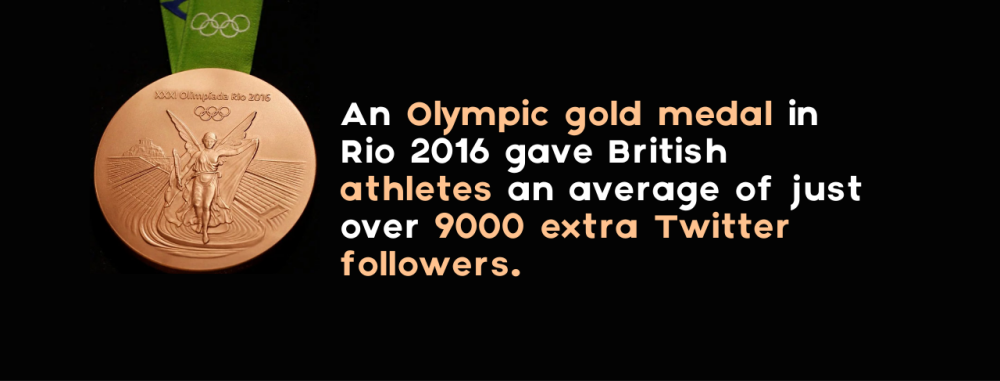 XXXI Olimpíada Rio 2016
An Olympic gold medal in
Rio 2016 gave British
athletes an average of just
over 9000 extra Twitter
followers.